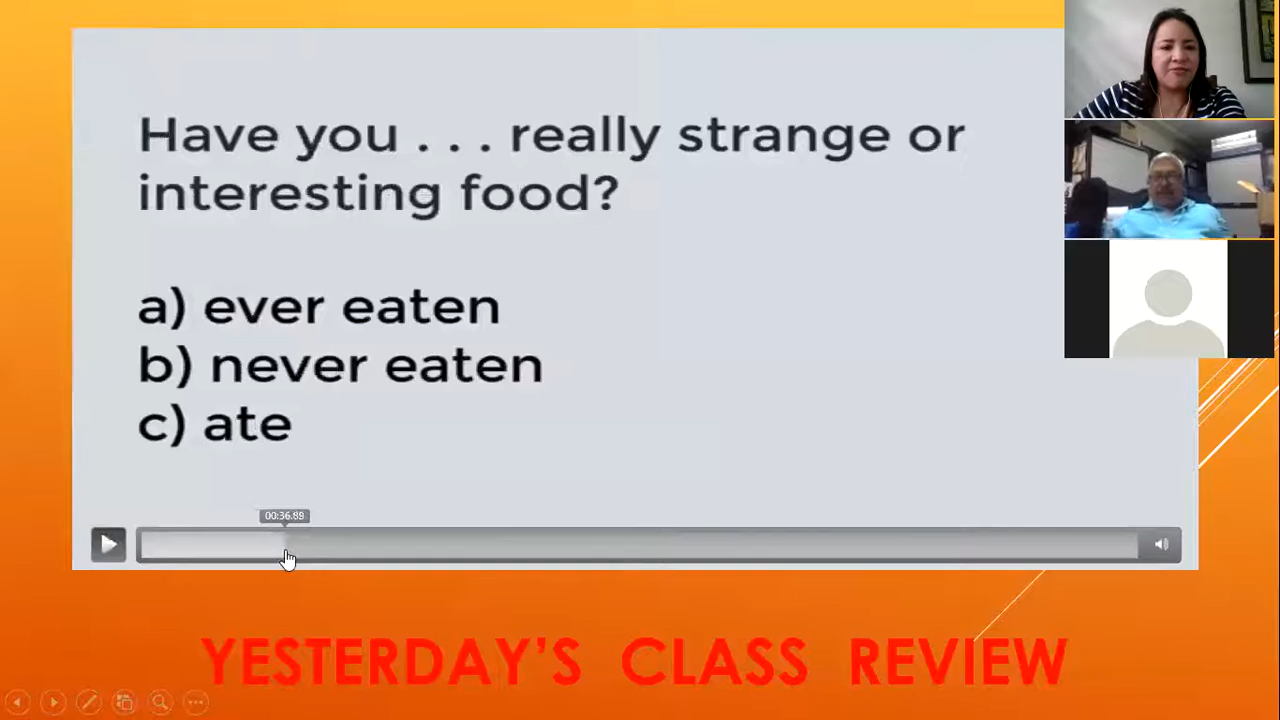 Have you . . . really strange or
interesting food?
a) ever eaten
b) never eaten
c) ate
00:36.89
YESTERDAY'S CLASS REVIEW